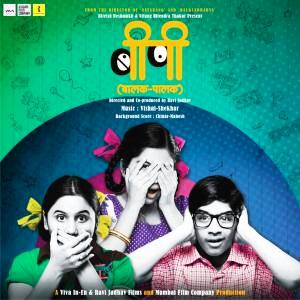 FROM THE DIRECTOR OF 'NATARANG' AND 'BALGANDHARVA'
Riteish Deshmukh & Uttung Hitendra Thakur Present
बीपी
(बालक-पालक)
Directed and Co-produced by Ravi Jadhav
Music : Vishal-Shekhar
Background Score : Chinar-Mahesh
A Viva In-En & Ravi Jadhav Films and Mumbai Film Company Production